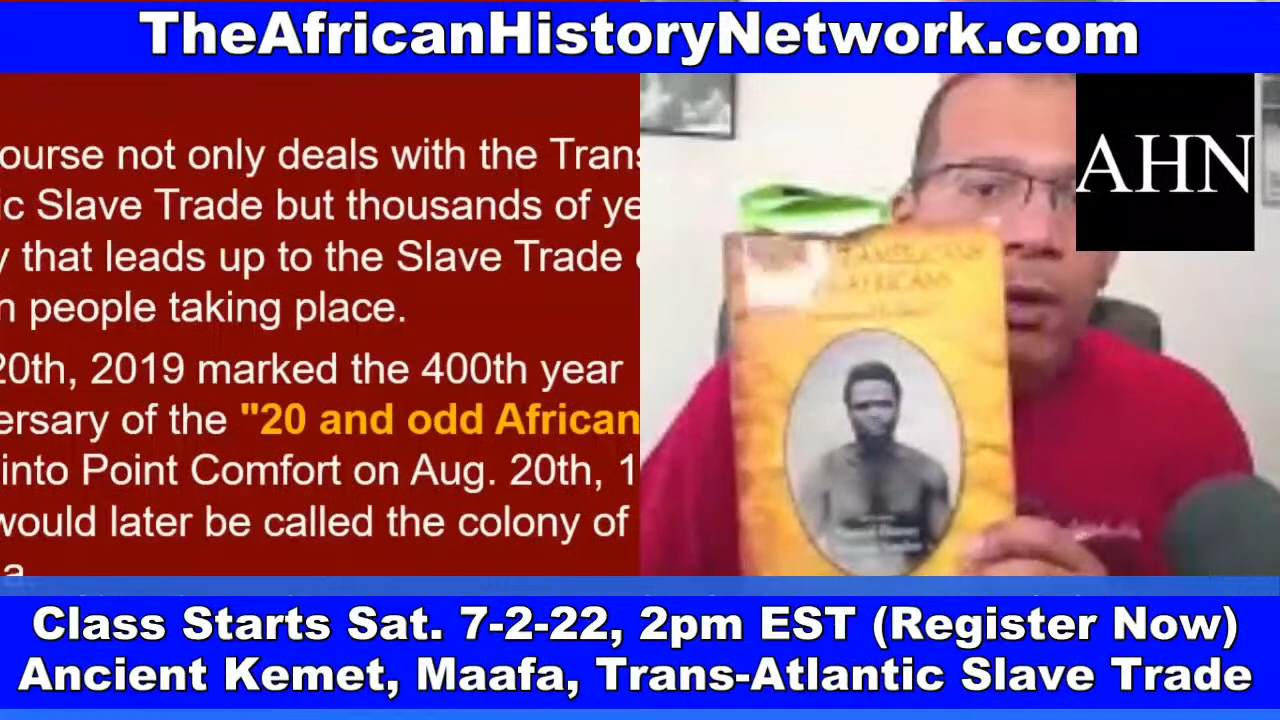 TheAfricanHistoryNetwork.com
ourse not only deals with the Trans
ic Slave Trade but thousands of ye
y that leads up to the Slave Trade
n people taking place.
20th, 2019 marked the 400th year
ersary of the "20 and odd African
into Point Comfort on Aug. 20th, 1
would later be called the colony of
a.
AHN
Class Starts Sat. 7-2-22, 2pm EST (Register Now)
Ancient Kemet, Maafa, Trans-Atlantic Slave Trade